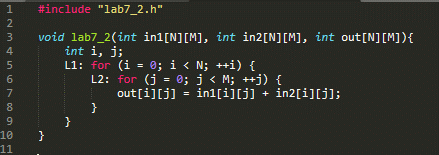 1 #include "lab7_2.h"
2
3 void lab7_2(int in1[N][M], int in2[N][M], int out[N][M]){
4     int i, j;
5     L1: for (i = 0; i < N; ++i) {
6         L2: for (j = 0; j < M; ++j) {
7             out[i][j] = in1[i][j] + in2[i][j];
8         }
9     }
10 }
11